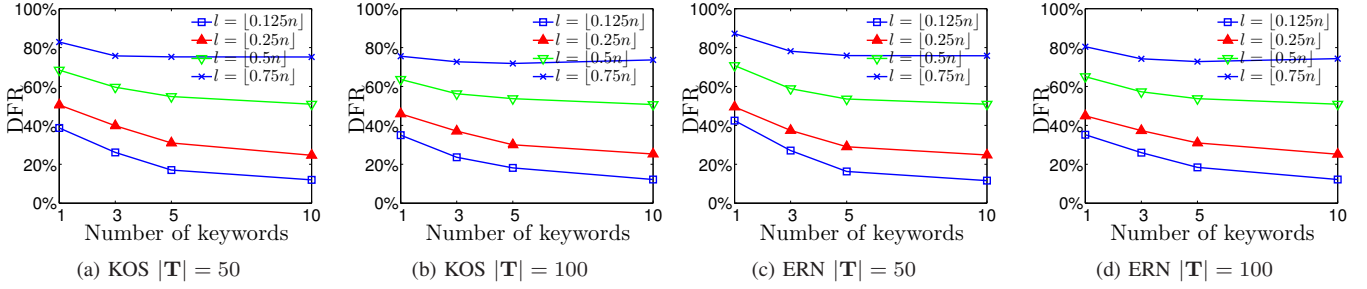 100%
80%
60%
40%
20%
0%
DFR
l = ⌊0.125n⌋
l = ⌊0.25n⌋
l = ⌊0.5n⌋
l = ⌊0.75n⌋
1 3 5 10
Number of keywords
(a) KOS |T| = 50
100%
80%
60%
40%
20%
0%
DFR
l = ⌊0.125n⌋
l = ⌊0.25n⌋
l = ⌊0.5n⌋
l = ⌊0.75n⌋
1 3 5 10
Number of keywords
(b) KOS |T| = 100
100%
80%
60%
40%
20%
0%
DFR
l = ⌊0.125n⌋
l = ⌊0.25n⌋
l = ⌊0.5n⌋
l = ⌊0.75n⌋
1 3 5 10
Number of keywords
(c) ERN |T| = 50
100%
80%
60%
40%
20%
0%
DFR
l = ⌊0.125n⌋
l = ⌊0.25n⌋
l = ⌊0.5n⌋
l = ⌊0.75n⌋
1 3 5 10
Number of keywords
(d) ERN |T| = 100